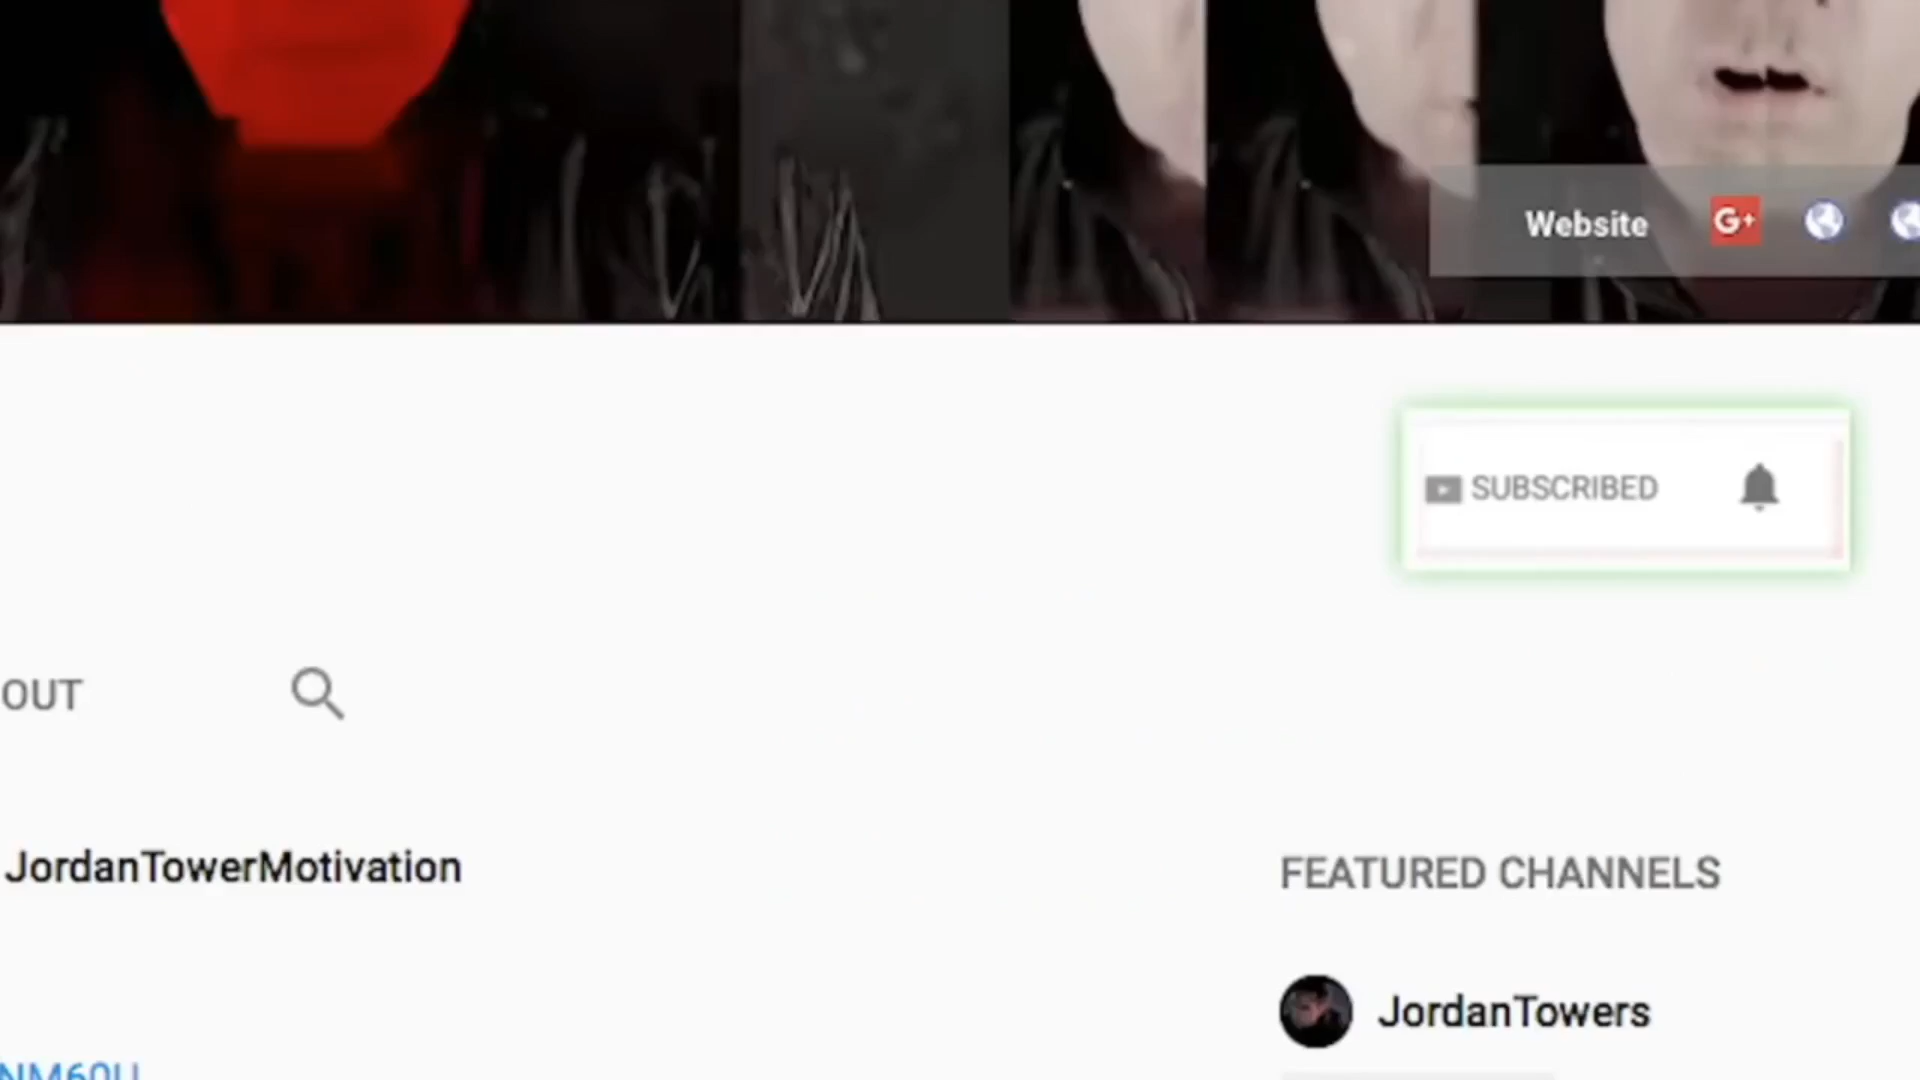 Website G+
SUBSCRIBED
OUT
JordanTowerMotivation
FEATURED CHANNELS
JordanTowers